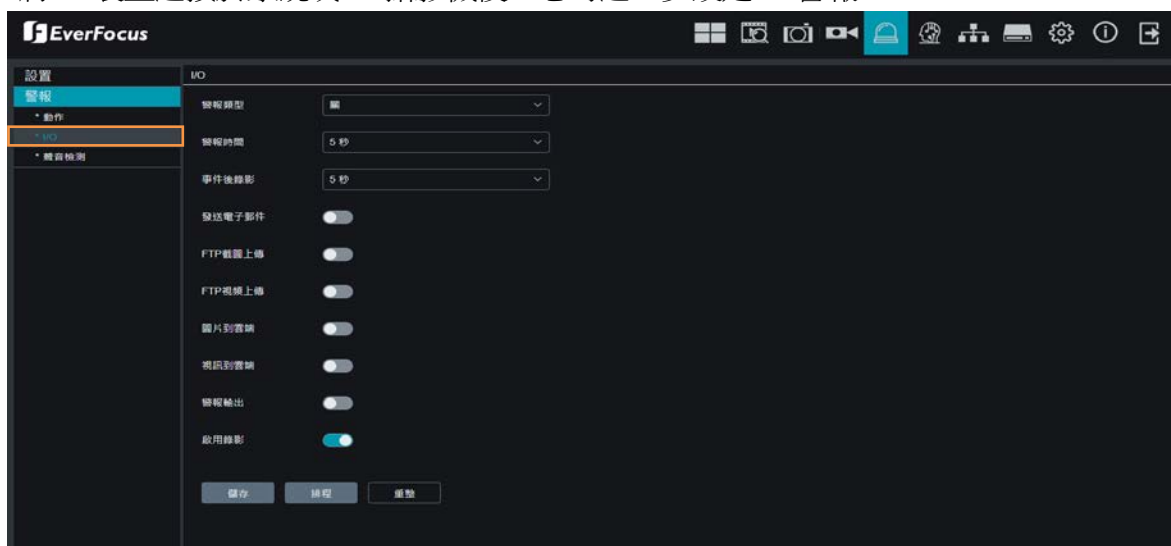 EverFocus
設置
警報
* 動作
* I/O
* 聲音檢測
I/O
警報類型
關
警報時間
5 秒
事件後錄影
5 秒
發送電子郵件
FTP截圖上傳
FTP視頻上傳
圖片到雲端
視訊到雲端
警報輸出
啟用錄影
儲存
排程
重整